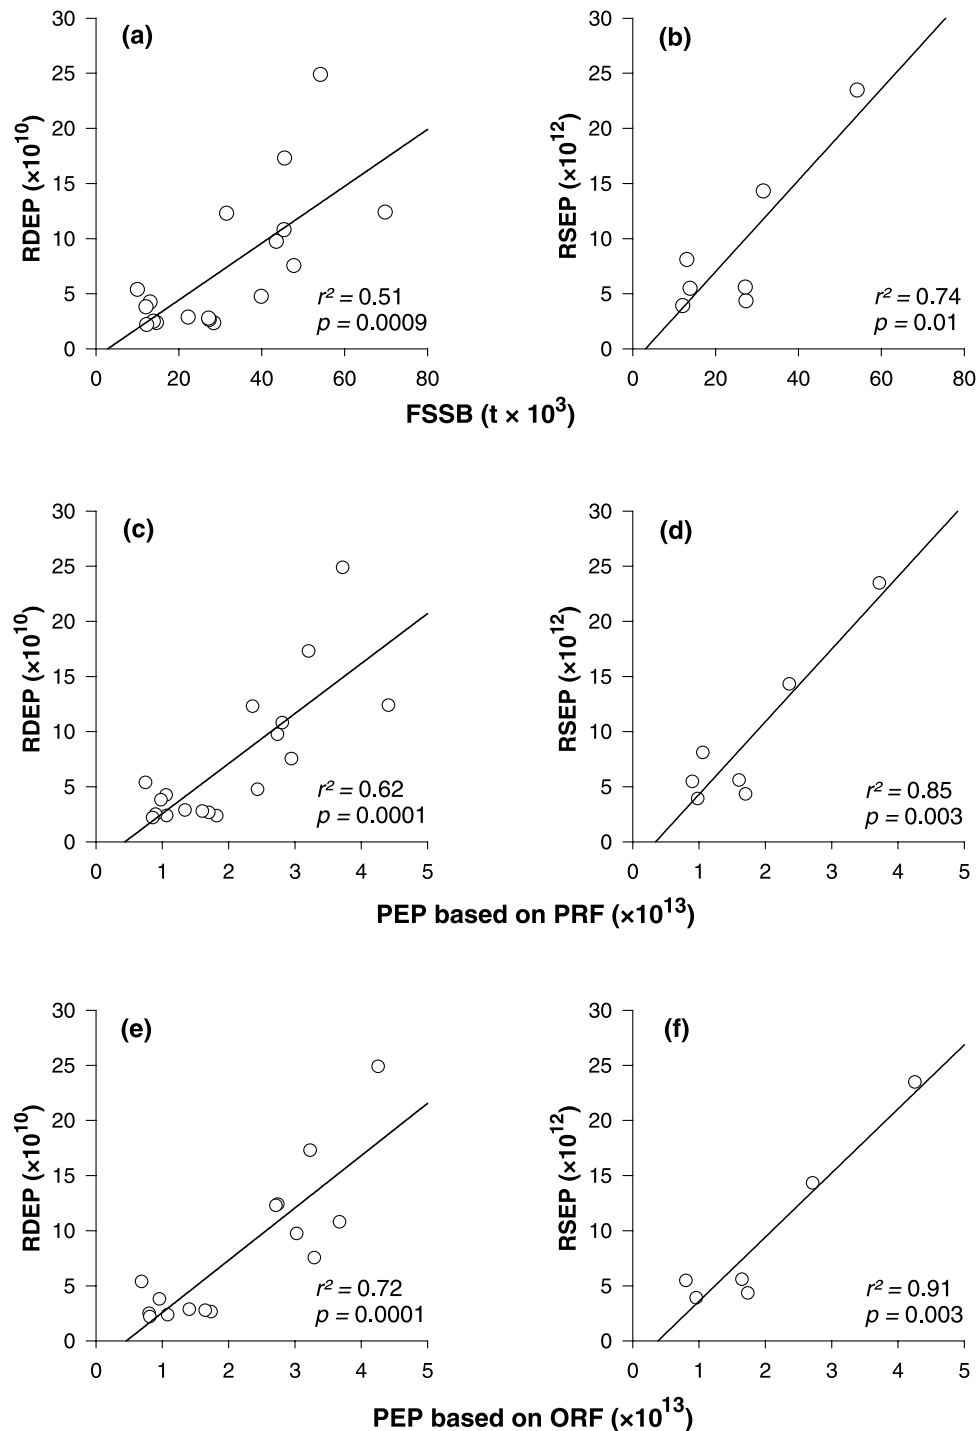 (a)
RDEP (×10¹⁰)
30
25
20
15
10
5
0
r² = 0.51
p = 0.0009
0 20 40 60 80
(b)
RSEP (×10¹²)
30
25
20
15
10
5
0
r² = 0.74
p = 0.01
0 20 40 60 80
FSSB (t × 10³)
(c)
RDEP (×10¹⁰)
30
25
20
15
10
5
0
r² = 0.62
p = 0.0001
0 1 2 3 4 5
(d)
RSEP (×10¹²)
30
25
20
15
10
5
0
r² = 0.85
p = 0.003
0 1 2 3 4 5
PEP based on PRF (×10¹³)
(e)
RDEP (×10¹⁰)
30
25
20
15
10
5
0
r² = 0.72
p = 0.0001
0 1 2 3 4 5
(f)
RSEP (×10¹²)
30
25
20
15
10
5
0
r² = 0.91
p = 0.003
0 1 2 3 4 5
PEP based on ORF (×10¹³)